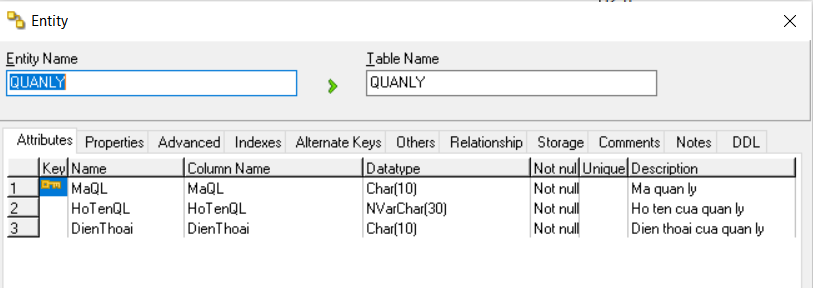 Entity
Entity Name
Table Name
QUANLY
QUANLY
Attributes Properties Advanced Indexes Alternate Keys Others Relationship Storage Comments Notes DDL
Key Name Column Name Datatype Not nul Unique Description
1 MaQL MaQL Char(10) Not null Ma quan ly
2 HoTenQL HoTenQL NVarChar(30) Not null Ho ten cua quan ly
3 DienThoai DienThoai Char(10) Not null Dien thoai cua quan ly